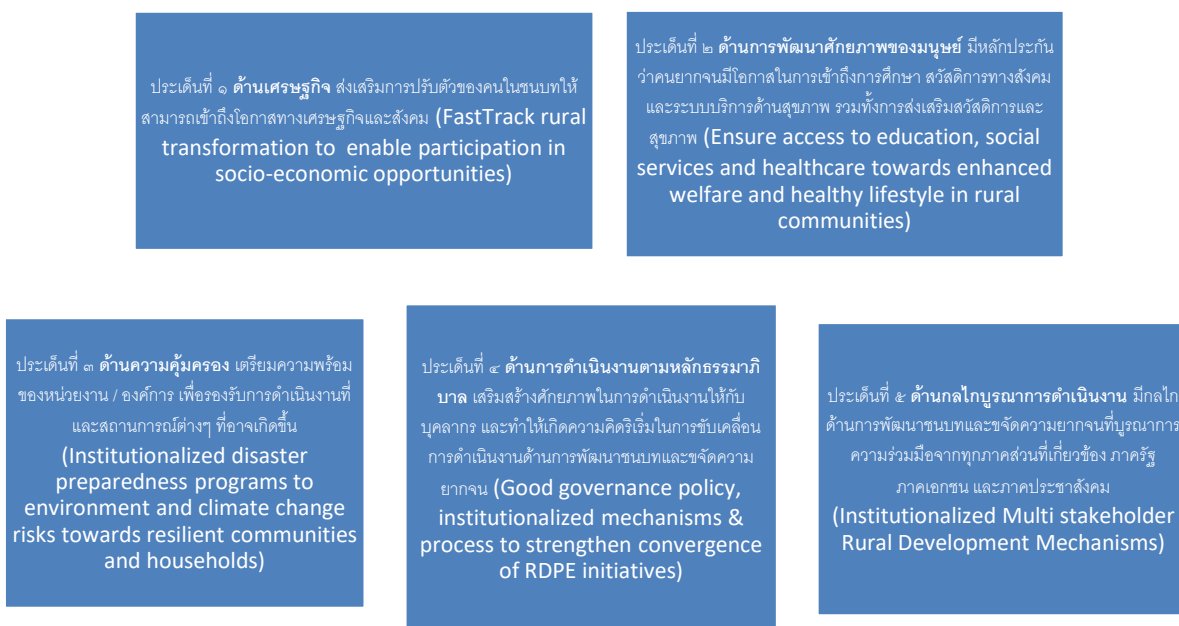 ประเด็นที่ ๑ ด้านเศรษฐกิจ ส่งเสริมการปรับตัวของคนในชนบทให้
สามารถเข้าถึงโอกาสทางเศรษฐกิจและสังคม (FastTrack rural
transformation to enable participation in
socio-economic opportunities)
ประเด็นที่ ๒ ด้านการพัฒนาศักยภาพของมนุษย์ มีหลักประกัน
ว่าคนยากจนมีโอกาสในการเข้าถึงการศึกษา สวัสดิการทางสังคม
และระบบบริการด้านสุขภาพ รวมทั้งการส่งเสริมสวัสดิการและ
สุขภาพ (Ensure access to education, social
services and healthcare towards enhanced
welfare and healthy lifestyle in rural
communities)
ประเด็นที่ ๓ ด้านความคุ้มครอง เตรียมความพร้อม
ของหน่วยงาน / องค์การ เพื่อรองรับการดำเนินงานที่
และสถานการณ์ต่างๆ ที่อาจเกิดขึ้น
(Institutionalized disaster
preparedness programs to
environment and climate change
risks towards resilient communities
and households)
ประเด็นที่ ๔ ด้านการดำเนินงานตามหลักธรรมาภิ
บาล เสริมสร้างศักยภาพในการดำเนินงานให้กับ
บุคลากร และทำให้เกิดความคิดริเริ่มในการขับเคลื่อน
การดำเนินงานด้านการพัฒนาชนบทและขจัดความ
ยากจน (Good governance policy,
institutionalized mechanisms &
process to strengthen convergence
of RDPE initiatives)
ประเด็นที่ ๕ ด้านกลไกบูรณาการดำเนินงาน มีกลไก
ด้านการพัฒนาชนบทและขจัดความยากจนที่บูรณาการ
ความร่วมมือจากทุกภาคส่วนที่เกี่ยวข้อง ภาครัฐ
ภาคเอกชน และภาคประชาสังคม
(Institutionalized Multi stakeholder
Rural Development Mechanisms)